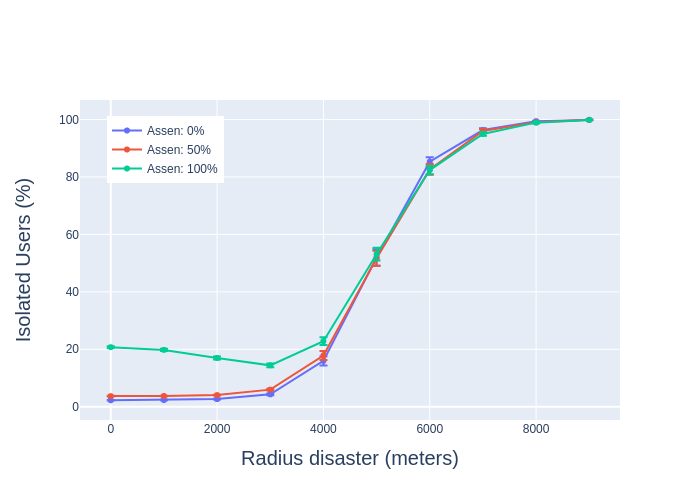 100
80
60
40
20
0
Isolated Users (%)
Assen: 0%
Assen: 50%
Assen: 100%
0 2000 4000 6000 8000
Radius disaster (meters)